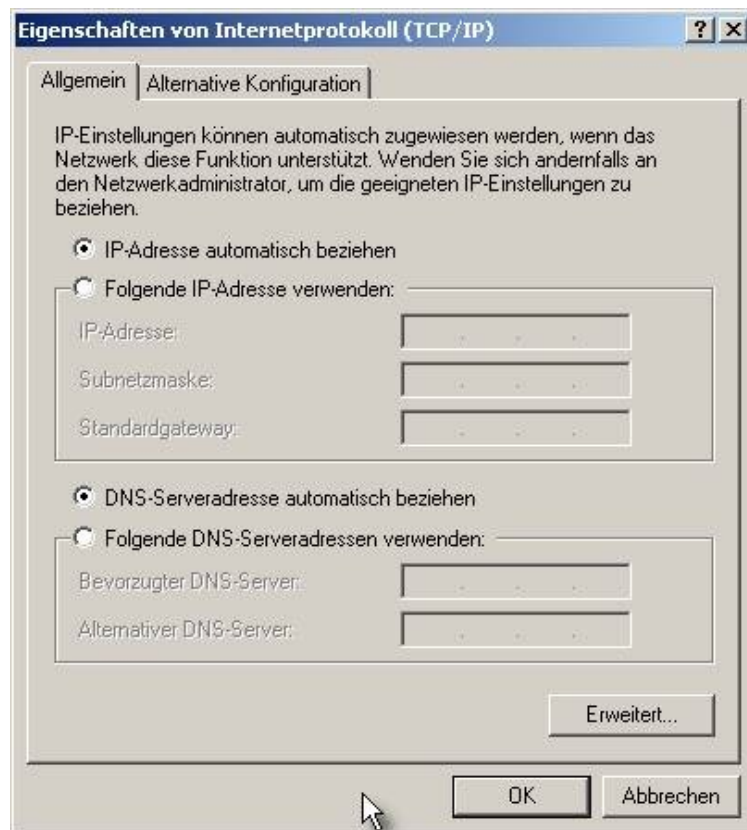 Eigenschaften von Internetprotokoll (TCP/IP)
Allgemein
Alternative Konfiguration
IP-Einstellungen können automatisch zugewiesen werden, wenn das
Netzwerk diese Funktion unterstützt. Wenden Sie sich andernfalls an
den Netzwerkadministrator, um die geeigneten IP-Einstellungen zu
beziehen.
IP-Adresse automatisch beziehen
Folgende IP-Adresse verwenden:
IP-Adresse:
Subnetzmaske:
Standardgateway:
DNS-Serveradresse automatisch beziehen
Folgende DNS-Serveradressen verwenden:
Bevorzugter DNS-Server:
Alternativer DNS-Server:
Erweitert...
OK
Abbrechen